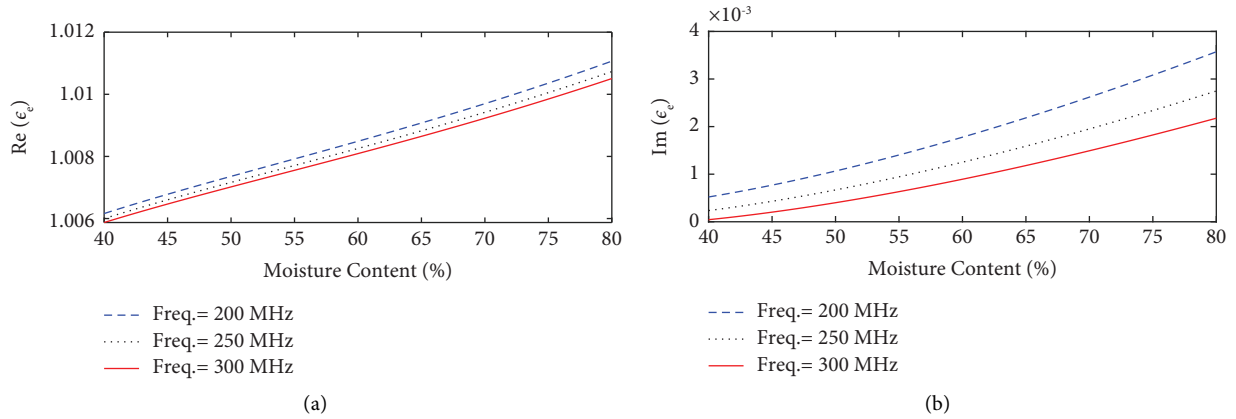 1.012
1.01
1.008
1.006
Re (ϵe)
40 45 50 55 60 65 70 75 80
Moisture Content (%)
Freq.= 200 MHz
Freq.= 250 MHz
Freq.= 300 MHz
(a)
×10-3
4
3
2
1
0
Im (ϵe)
40 45 50 55 60 65 70 75 80
Moisture Content (%)
Freq.= 200 MHz
Freq.= 250 MHz
Freq.= 300 MHz
(b)